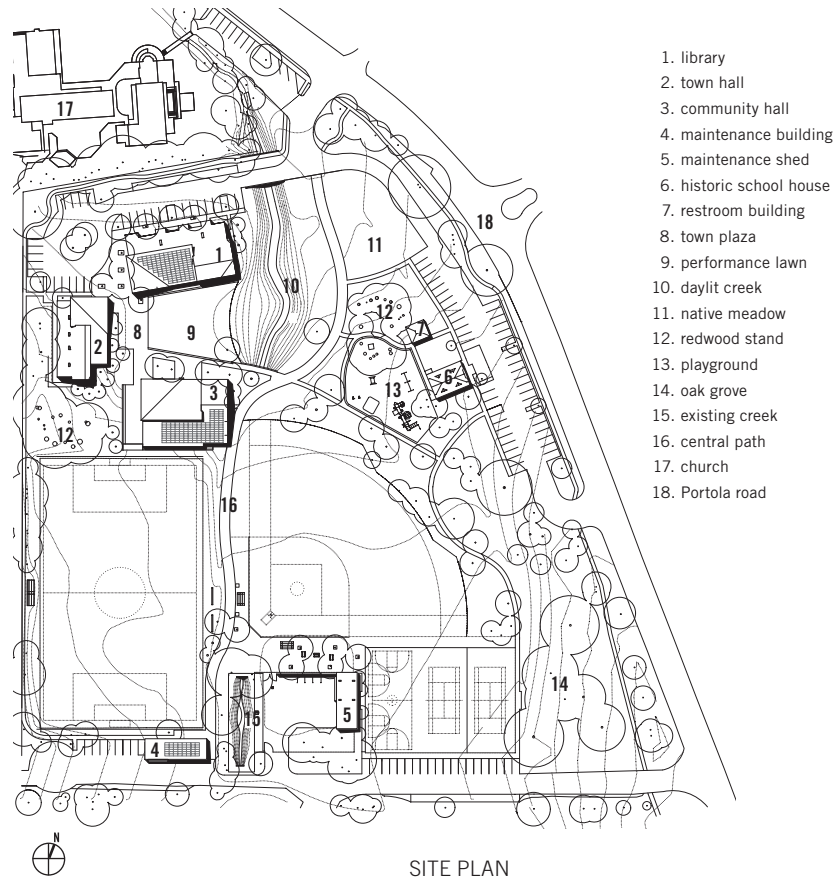 1. library
2. town hall
3. community hall
4. maintenance building
5. maintenance shed
6. historic school house
7. restroom building
8. town plaza
9. performance lawn
10. daylit creek
11. native meadow
12. redwood stand
13. playground
14. oak grove
15. existing creek
16. central path
17. church
18. Portola road
17
18
1
11
10
12
8
9
7
2
6
3
13
12
16
14
15
5
4
N
SITE PLAN